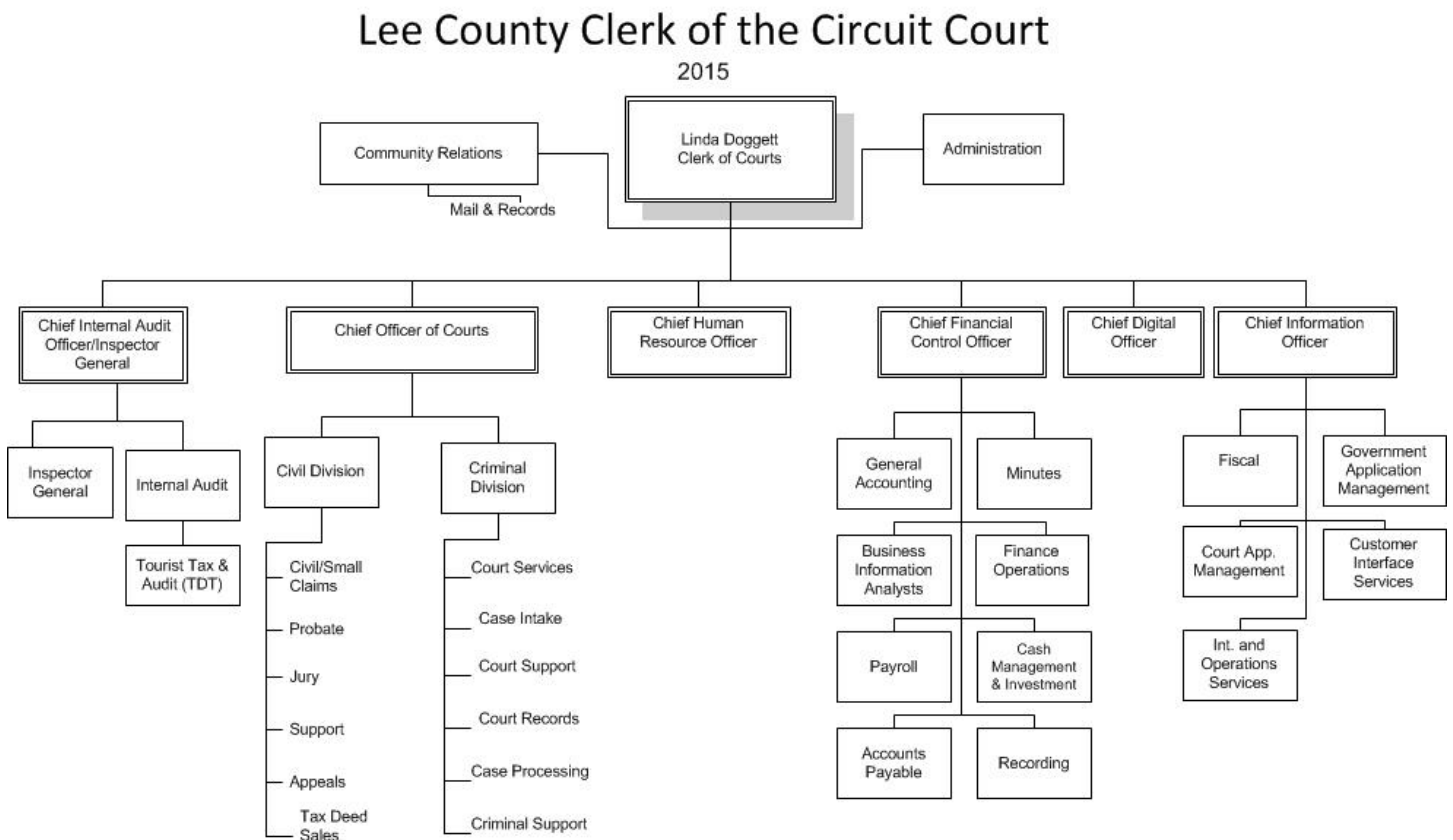 Lee County Clerk of the Circuit Court
2015
Community Relations
Mail & Records
Linda Doggett
Clerk of Courts
Administration
Chief Internal Audit
Officer/Inspector
General
Chief Officer of Courts
Chief Human
Resource Officer
Chief Financial
Control Officer
Chief Digital
Officer
Chief Information
Officer
Inspector
General
Internal Audit
Tourist Tax &
Audit (TDT)
Civil Division
Civil/Small
Claims
Probate
Jury
Support
Appeals
Tax Deed
Sales
Criminal
Division
Court Services
Case Intake
Court Support
Court Records
Case Processing
Criminal Support
General
Accounting
Minutes
Business
Information
Analysts
Finance
Operations
Payroll
Cash
Management
& Investment
Accounts
Payable
Recording
Fiscal
Government
Application
Management
Court App.
Management
Customer
Interface
Services
Int. and
Operations
Services